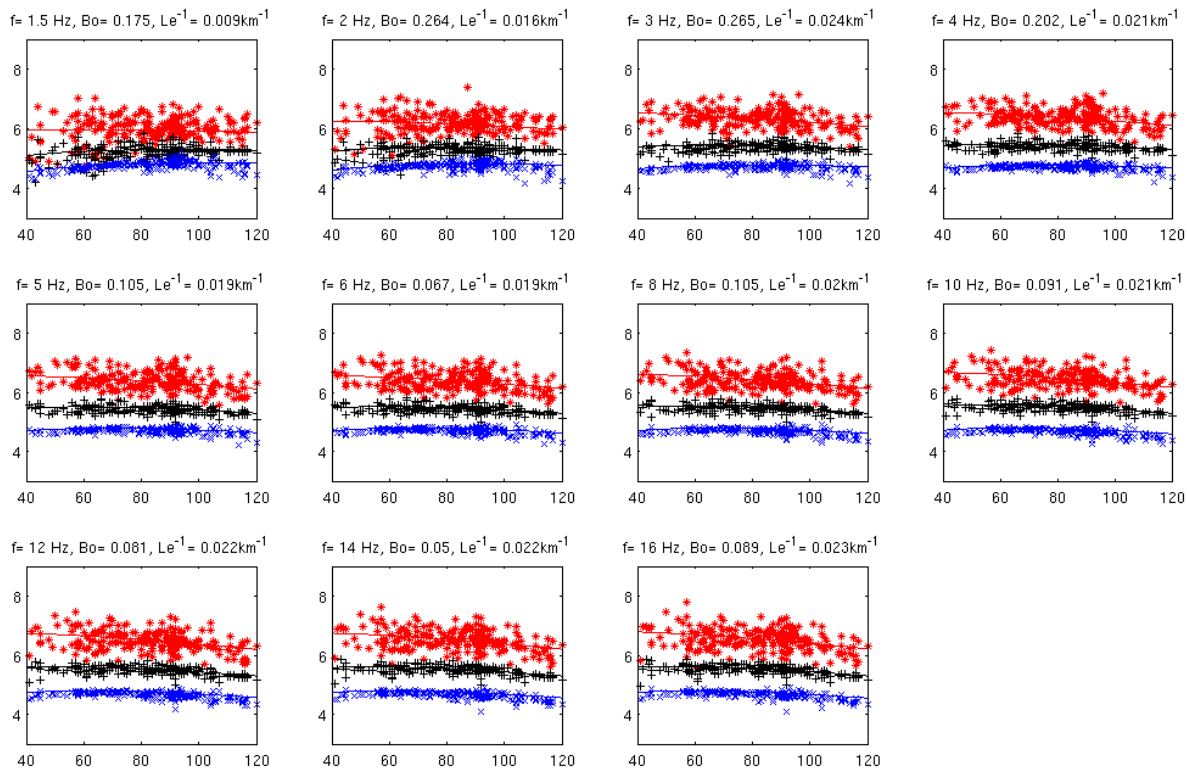 f= 1.5 Hz, Bo= 0.175, Le⁻¹ = 0.009km⁻¹
8
6
4
40 60 80 100 120
f= 2 Hz, Bo= 0.264, Le⁻¹ = 0.016km⁻¹
8
6
4
40 60 80 100 120
f= 3 Hz, Bo= 0.265, Le⁻¹ = 0.024km⁻¹
8
6
4
40 60 80 100 120
f= 4 Hz, Bo= 0.202, Le⁻¹ = 0.021km⁻¹
8
6
4
40 60 80 100 120
f= 5 Hz, Bo= 0.105, Le⁻¹ = 0.019km⁻¹
8
6
4
40 60 80 100 120
f= 6 Hz, Bo= 0.067, Le⁻¹ = 0.019km⁻¹
8
6
4
40 60 80 100 120
f= 8 Hz, Bo= 0.105, Le⁻¹ = 0.02km⁻¹
8
6
4
40 60 80 100 120
f= 10 Hz, Bo= 0.091, Le⁻¹ = 0.021km⁻¹
8
6
4
40 60 80 100 120
f= 12 Hz, Bo= 0.081, Le⁻¹ = 0.022km⁻¹
8
6
4
40 60 80 100 120
f= 14 Hz, Bo= 0.05, Le⁻¹ = 0.022km⁻¹
8
6
4
40 60 80 100 120
f= 16 Hz, Bo= 0.089, Le⁻¹ = 0.023km⁻¹
8
6
4
40 60 80 100 120